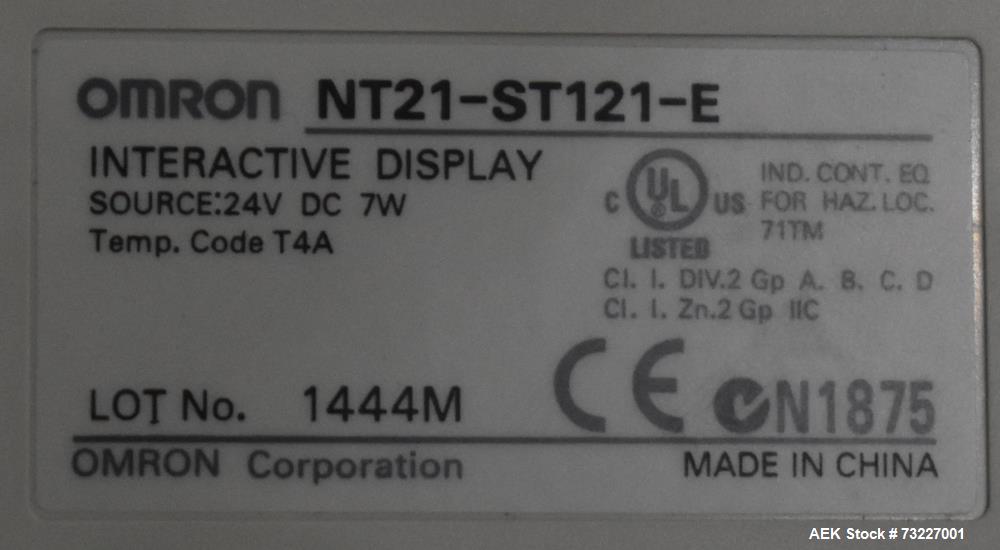 OMRON NT21-ST121-E
INTERACTIVE DISPLAY
SOURCE:24V DC 7W
Temp. Code T4A
C UL ® US
LISTED
IND. CONT. EQ
FOR HAZ. LOC.
71TM
Cl. I. DIV.2 Gp A. B. C. D
Cl. I. Zn.2 Gp IIC
LOT No. 1444M
CE N1875
OMRON Corporation
MADE IN CHINA
AEK Stock # 73227001